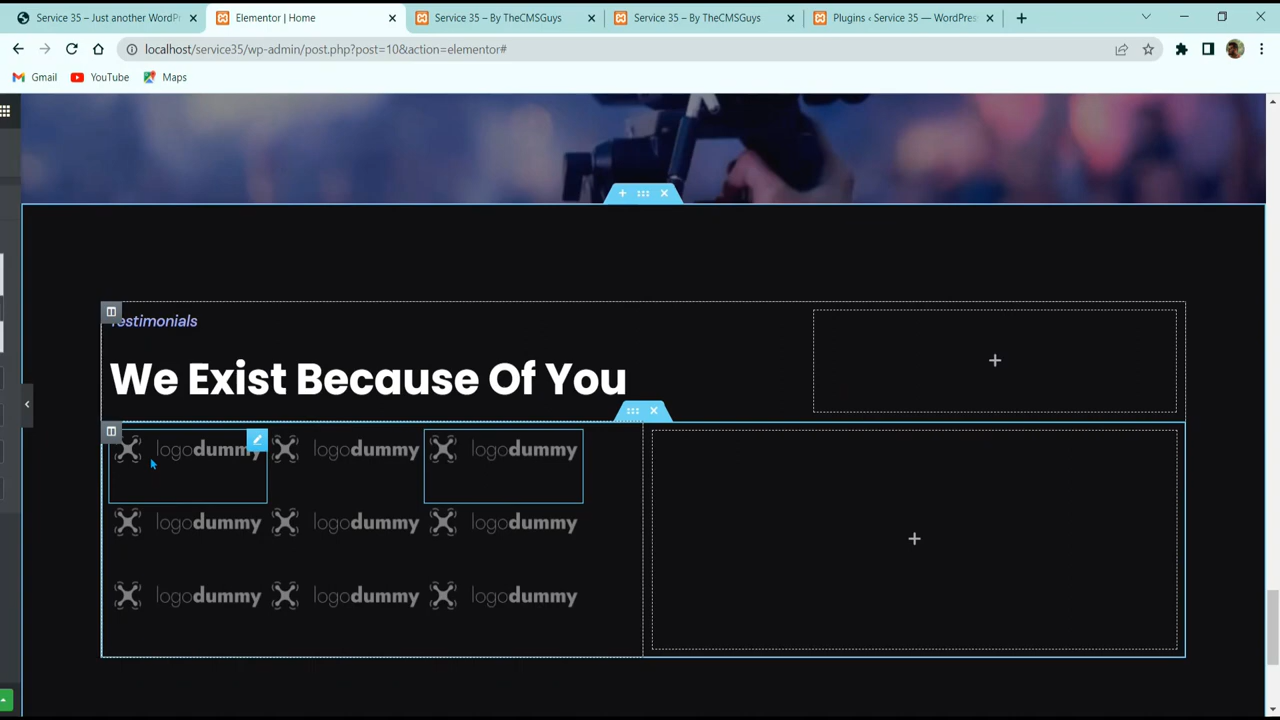 Service 35 – Just another WordPr
Elementor | Home
Service 35 – By TheCMSGuys
Service 35 – By TheCMSGuys
Plugins ‹ Service 35 — WordPres
localhost/service35/wp-admin/post.php?post=10&action=elementor#
Gmail
YouTube
Maps
Testimonials
We Exist Because Of You
logodummy logodummy logodummy
logodummy logodummy logodummy
logodummy logodummy logodummy